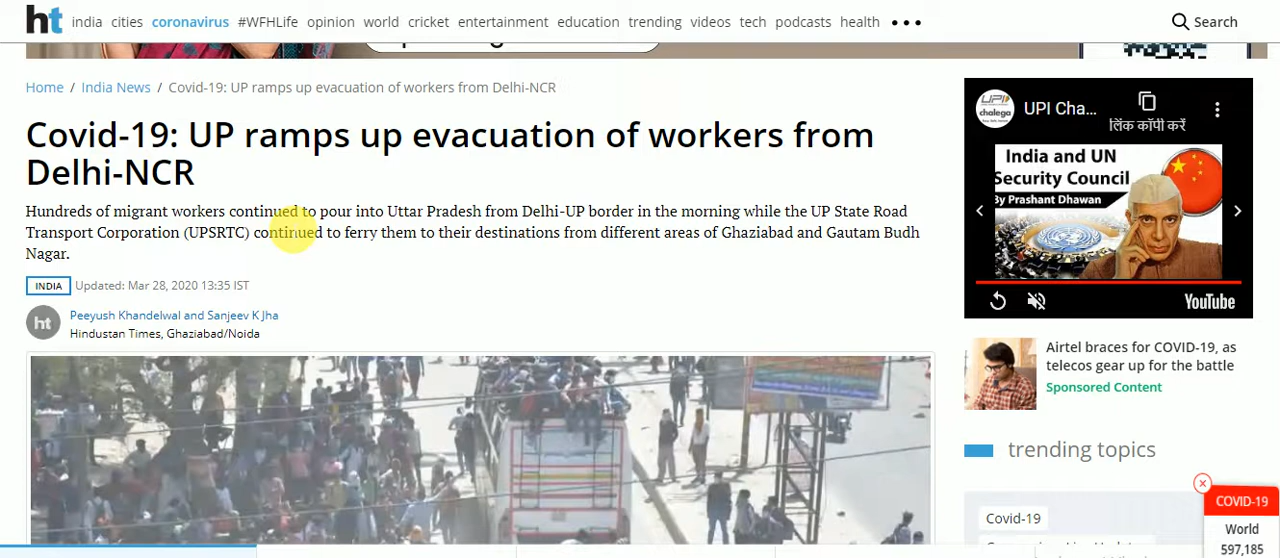 ht india cities coronavirus #WFHLife opinion world cricket entertainment education trending videos tech podcasts health ••• Search
Home / India News / Covid-19: UP ramps up evacuation of workers from Delhi-NCR
Covid-19: UP ramps up evacuation of workers from
Delhi-NCR
Hundreds of migrant workers continued to pour into Uttar Pradesh from Delhi-UP border in the morning while the UP State Road
Transport Corporation (UPSRTC) continued to ferry them to their destinations from different areas of Ghaziabad and Gautam Budh
Nagar.
INDIA Updated: Mar 28, 2020 13:35 IST
ht
Peeyush Khandelwal and Sanjeev K Jha
Hindustan Times, Ghaziabad/Noida
UPI
chalega
UPI Cha...
लिंक कॉपी करें
India and UN
Security Council
By Prashant Dhawan
YouTube
Airtel braces for COVID-19, as
telecos gear up for the battle
Sponsored Content
trending topics
Covid-19
COVID-19
World
597,185